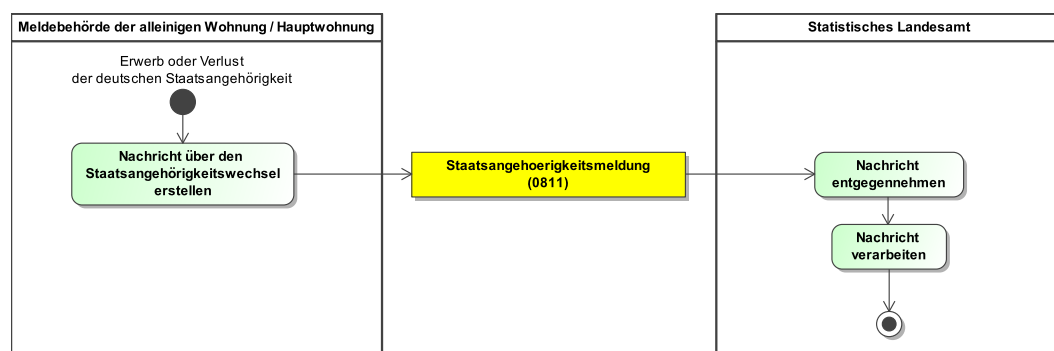 Meldebehörde der alleinigen Wohnung / Hauptwohnung
Erwerb oder Verlust
der deutschen Staatsangehörigkeit
Nachricht über den
Staatsangehörigkeitswechsel
erstellen
Staatsangehoerigkeitsmeldung
(0811)
Statistisches Landesamt
Nachricht
entgegennehmen
Nachricht
verarbeiten